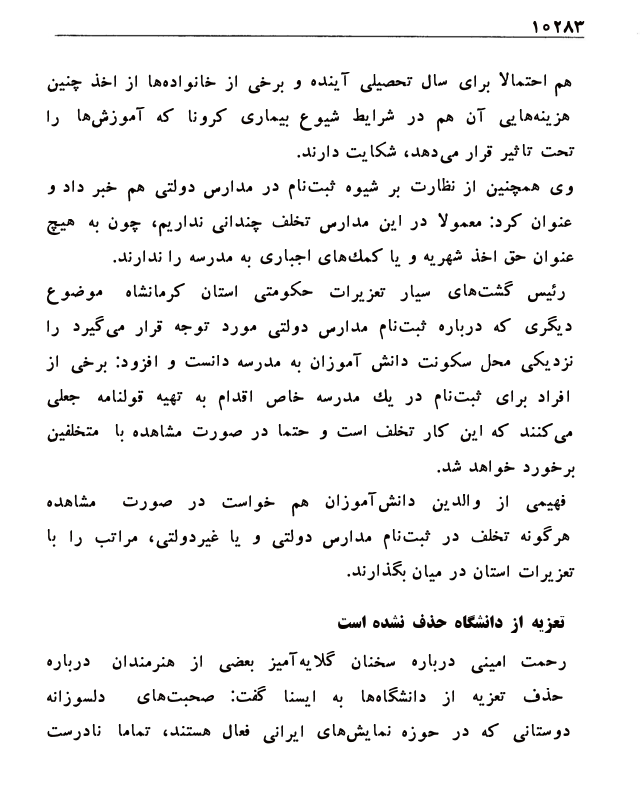 ۱۰۲۸۳
هم احتمالا برای سال تحصیلی آینده و برخی از خانواده‌ها از اخذ چنین
هزینه‌هایی آن هم در شرایط شیوع بیماری کرونا که آموزش‌ها را
تحت تاثیر قرار می‌دهد، شکایت دارند.
وی همچنین از نظارت بر شیوه ثبت‌نام در مدارس دولتی هم خبر داد و
عنوان کرد: معمولا در این مدارس تخلف چندانی نداریم، چون به هیچ
عنوان حق اخذ شهریه و یا کمك‌های اجباری به مدرسه را ندارند.
رئیس گشت‌های سیار تعزیرات حکومتی استان کرمانشاه موضوع
دیگری که درباره ثبت‌نام مدارس دولتی مورد توجه قرار می‌گیرد را
نزدیکی محل سکونت دانش آموزان به مدرسه دانست و افزود: برخی از
افراد برای ثبت‌نام در یك مدرسه خاص اقدام به تهیه قولنامه جعلی
می‌کنند که این کار تخلف است و حتما در صورت مشاهده با متخلفین
برخورد خواهد شد.
فهیمی از والدین دانش‌آموزان هم خواست در صورت مشاهده
هرگونه تخلف در ثبت‌نام مدارس دولتی و یا غیردولتی، مراتب را با
تعزیرات استان در میان بگذارند.
تعزیه از دانشگاه حذف نشده است
رحمت امینی درباره سخنان گلایه‌آمیز بعضی از هنرمندان درباره
حذف تعزیه از دانشگاه‌ها به ایسنا گفت: صحبت‌های دلسوزانه
دوستانی که در حوزه نمایش‌های ایرانی فعال هستند، تماما نادرست